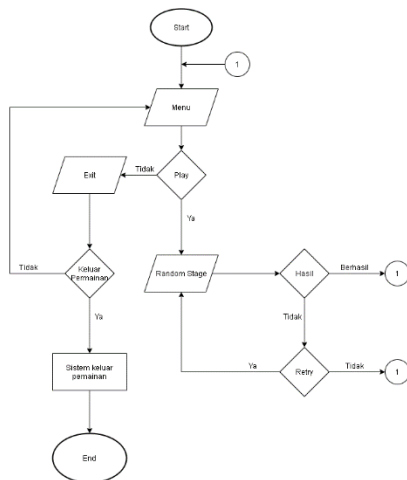 Start
1
Menu
Exit
Tidak
Play
Ya
Tidak
Keluar
Permainan
Random Stage
Hasil
Berhasil
1
Tidak
Ya
Sistem keluar
pemainan
Ya
Retry
Tidak
1
End